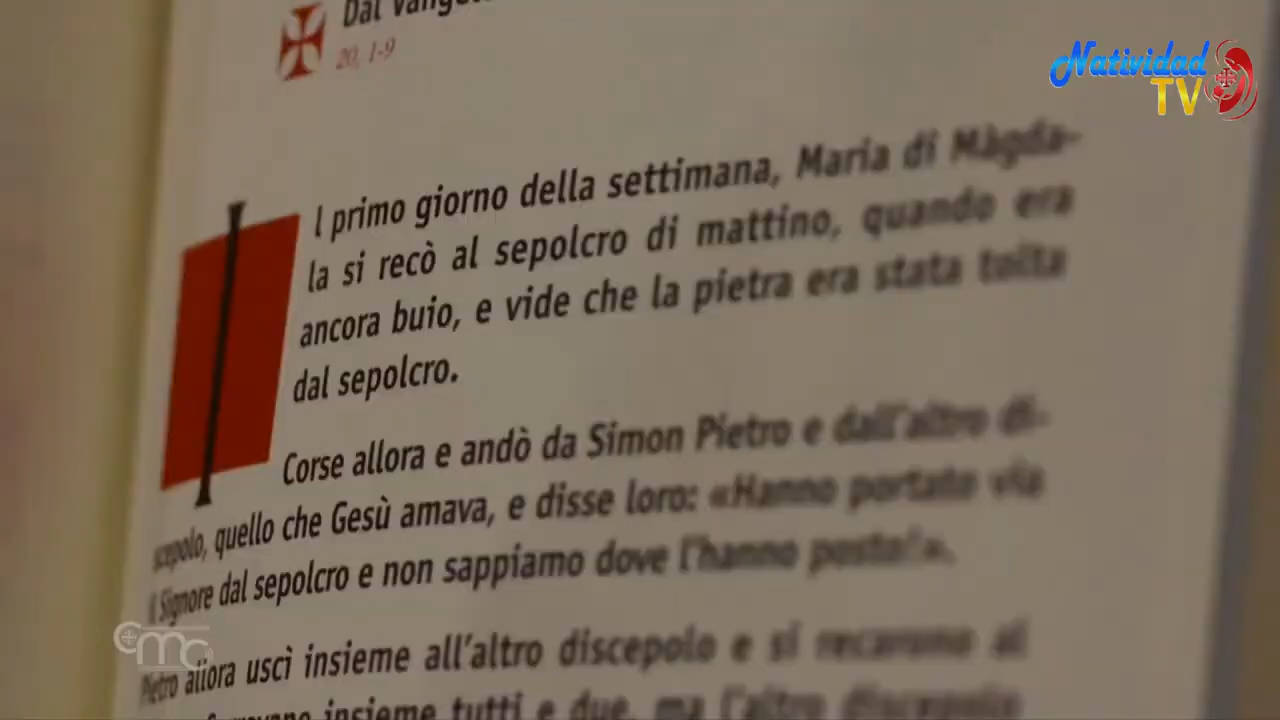 Dal Vange
20, 1-9
Natividad
TV
Il primo giorno della settimana, Maria di Màgda-
la si recò al sepolcro di mattino, quando era
ancora buio, e vide che la pietra era stata tolta
dal sepolcro.
Corse allora e andò da Simon Pietro e dall'altro di-
scepolo, quello che Gesù amava, e disse loro: «Hanno portato via
il Signore dal sepolcro e non sappiamo dove l'hanno posto!».
Pietro allora uscì insieme all'altro discepolo e si recarono al
insieme tutti e due, ma l'altro discepolo
cmc